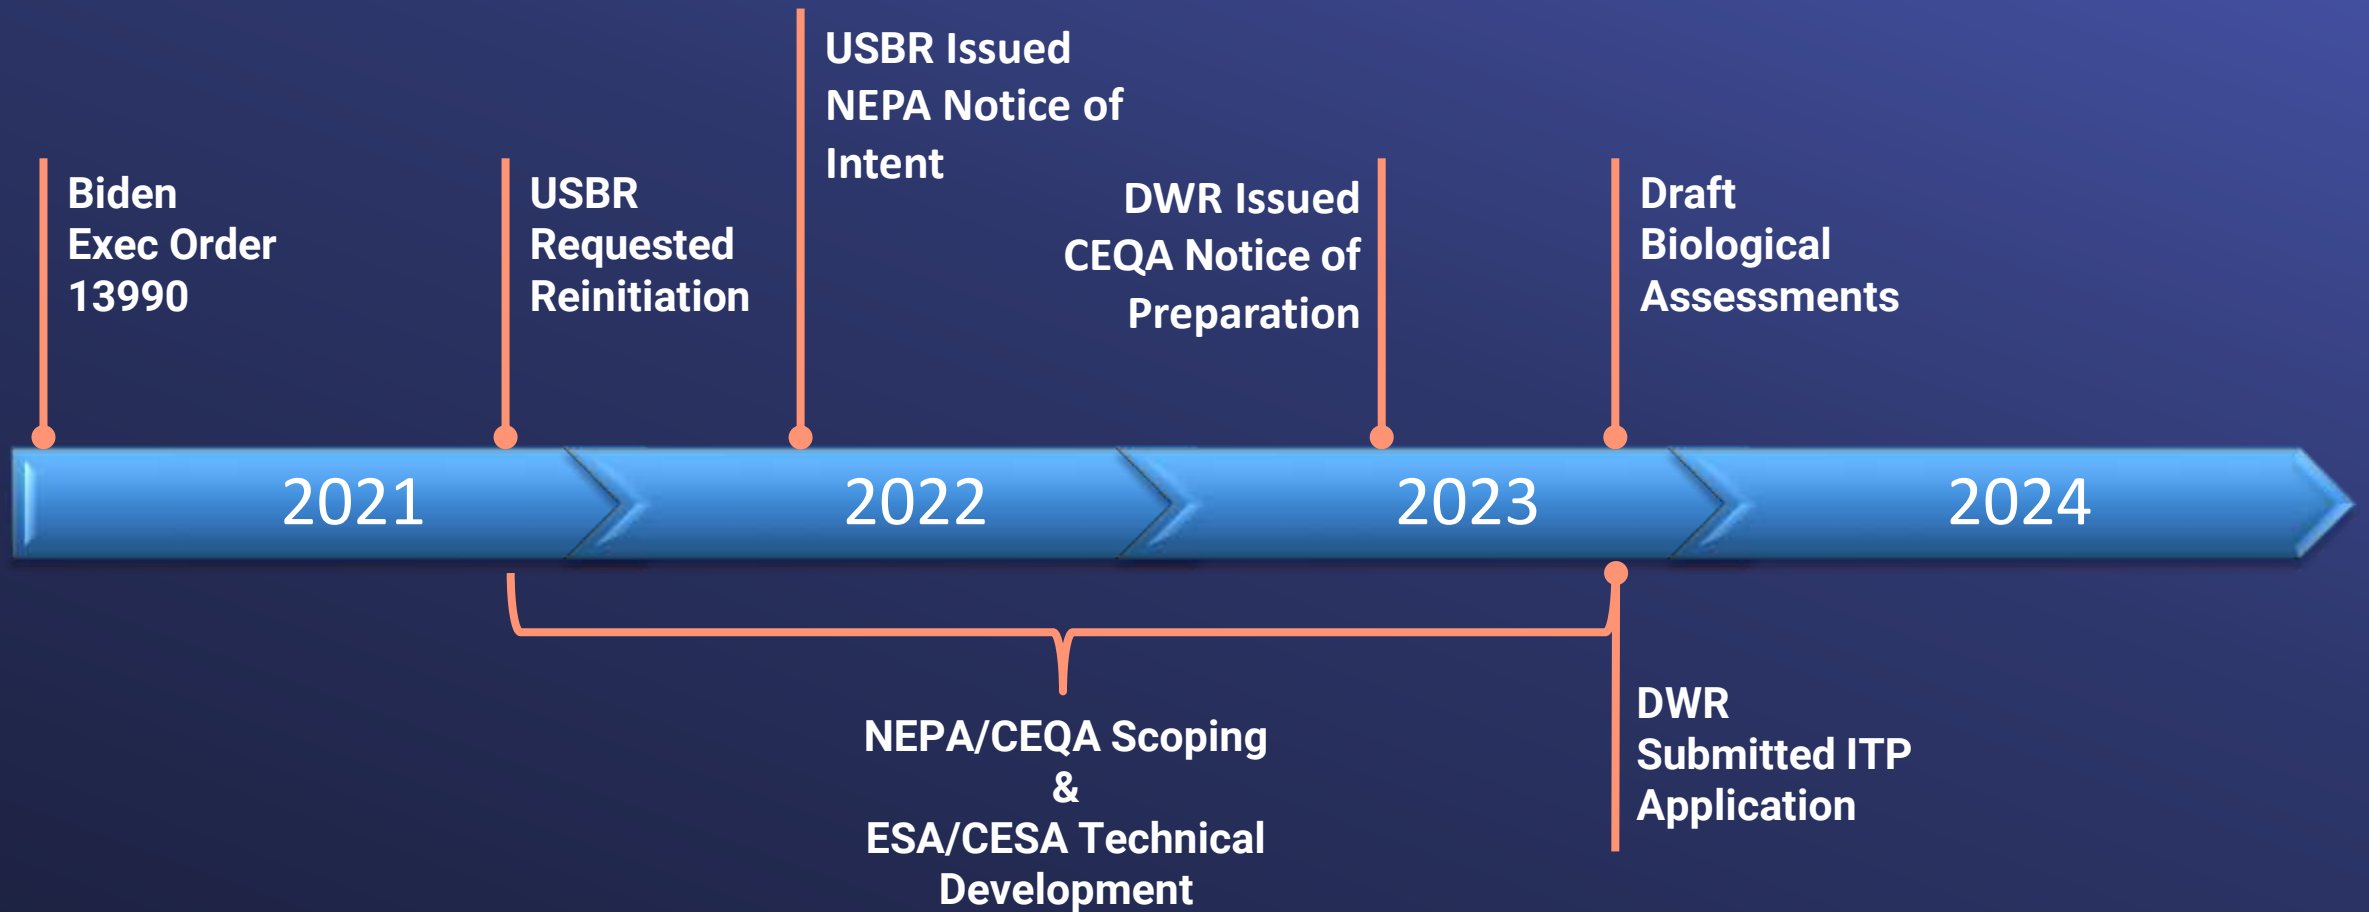 USBR Issued
NEPA Notice of
Intent
Biden
Exec Order
13990
USBR
Requested
Reinitiation
DWR Issued
CEQA Notice of
Preparation
Draft
Biological
Assessments
2021
2022
2023
2024
NEPA/CEQA Scoping
&
ESA/CESA Technical
Development
DWR
Submitted ITP
Application